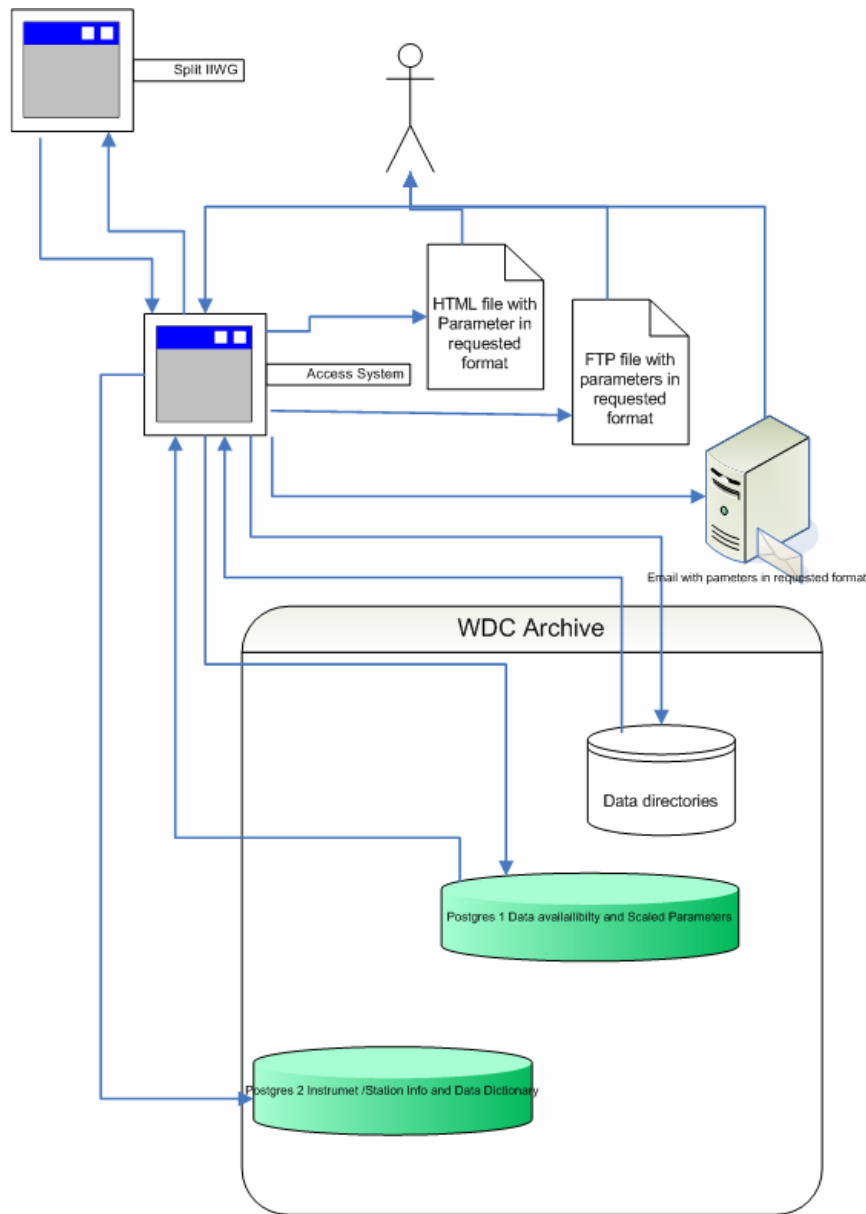 Split IIWG
HTML file with
Parameter in
requested
format
FTP file with
parameters in
requested
format
Access System
Email with pameters in requested format
WDC Archive
Data directories
Postgres 1 Data availailibilty and Scaled Parameters
Postgres 2 Instrumet /Station Info and Data Dictionary